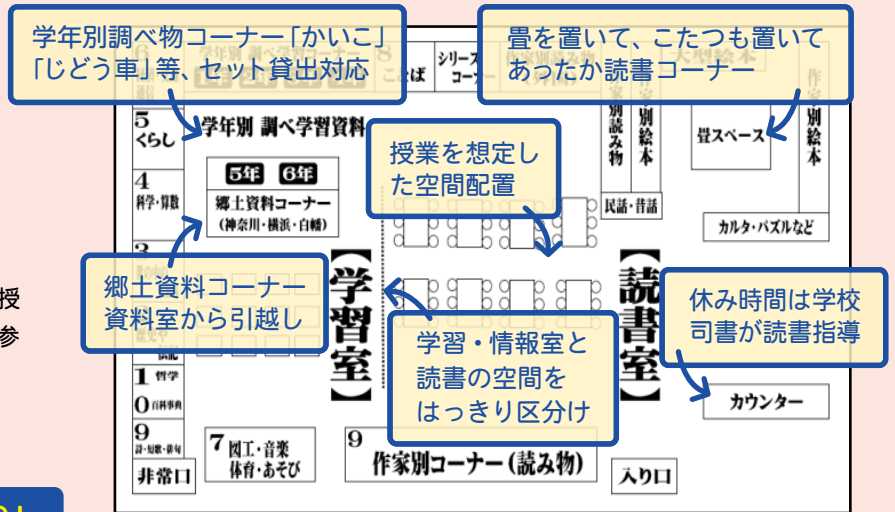 学年別調べ物コーナー「かいこ」
「じどう車」等、セット貸出対応
畳を置いて、こたつも置いて
あったか読書コーナー
ことば
シリーズ
コーナー
大型絵本
作家別絵本
作家別読み物
作家別絵本
5
くらし
学年別 調べ学習資料
授業を想定し
た空間配置
畳スペース
4
科学・算数
5年 6年
郷土資料コーナー
(神奈川・横浜・白幡)
民話・昔話
カルタ・パズルなど
3
郷土資料コーナー
資料室から引越し
【学習室】
学習・情報室と
読書の空間を
はっきり区分け
【読書室】
休み時間は学校
司書が読書指導
カウンター
授
参
伝記
1 哲学
0 百科事典
9
詩・短歌・俳句
非常口
7 図工・音楽
体育・あそび
9
作家別コーナー(読み物)
入り口